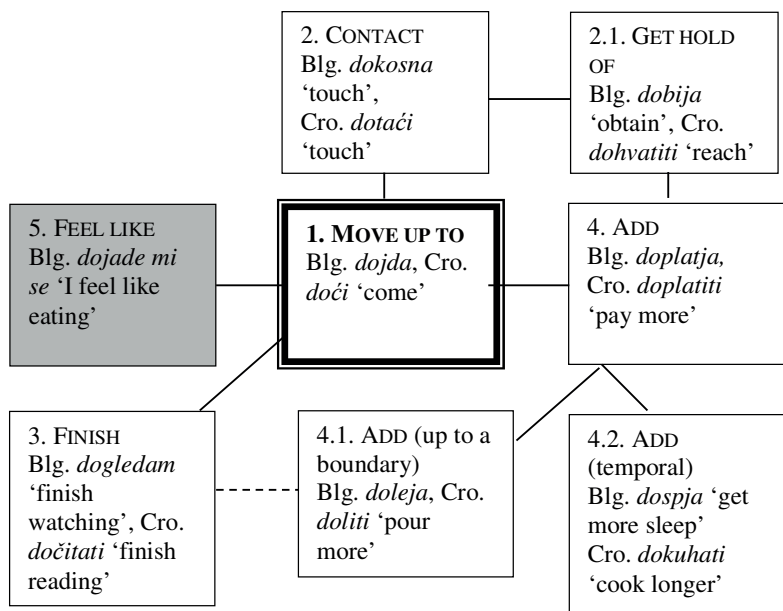 2. CONTACT
Blg. dokosna
‘touch’,
Cro. dotaći
‘touch’
2.1. GET HOLD
OF
Blg. dobija
‘obtain’, Cro.
dohvatiti ‘reach’
5. FEEL LIKE
Blg. dojade mi
se ‘I feel like
eating’
1. MOVE UP TO
Blg. dojda, Cro.
doći ‘come’
4. ADD
Blg. doplatja,
Cro. doplatiti
‘pay more’
3. FINISH
Blg. dogledam
‘finish
watching’, Cro.
dočitati ‘finish
reading’
4.1. ADD (up to a
boundary)
Blg. doleja, Cro.
doliti ‘pour
more’
4.2. ADD
(temporal)
Blg. dospja ‘get
more sleep’
Cro. dokuhati
‘cook longer’